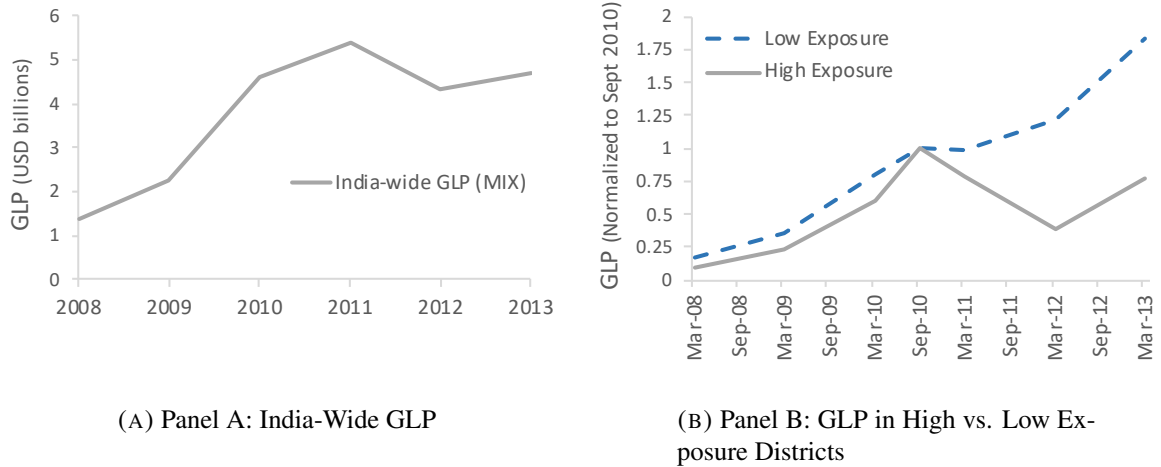 6
5
4
3
2
1
0
GLP (USD billions)
India-wide GLP (MIX)
2008 2009 2010 2011 2012 2013
(A) Panel A: India-Wide GLP
2
1.75
1.5
1.25
1
0.75
0.5
0.25
0
GLP (Normalized to Sept 2010)
Low Exposure
High Exposure
Mar-08
Sep-08
Mar-09
Sep-09
Mar-10
Sep-10
Mar-11
Sep-11
Mar-12
Sep-12
Mar-13
(B) Panel B: GLP in High vs. Low Ex-
posure Districts